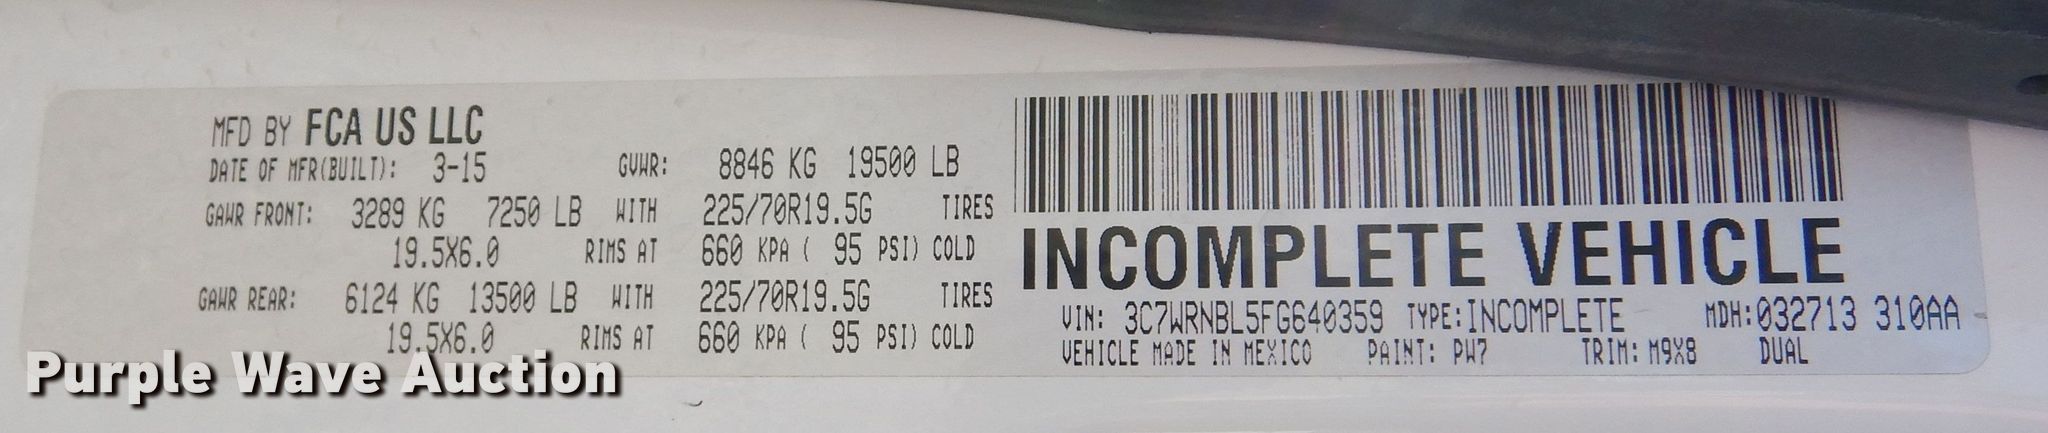 MFD BY FCA US LLC
DATE OF MFR(BUILT): 3-15 GVWR: 8846 KG 19500 LB
GAWR FRONT: 3289 KG 7250 LB WITH 225/70R19.5G TIRES
19.5X6.0 RIMS AT 660 KPA ( 95 PSI) COLD
GAWR REAR: 6124 KG 13500 LB WITH 225/70R19.5G TIRES
19.5X6.0 RIMS AT 660 KPA ( 95 PSI) COLD
INCOMPLETE VEHICLE
VIN: 3C7WRNBL5FG640359 TYPE:INCOMPLETE MDH:032713 310AA
VEHICLE MADE IN MEXICO PAINT: PW7 TRIM: M9X8 DUAL
Purple Wave Auction